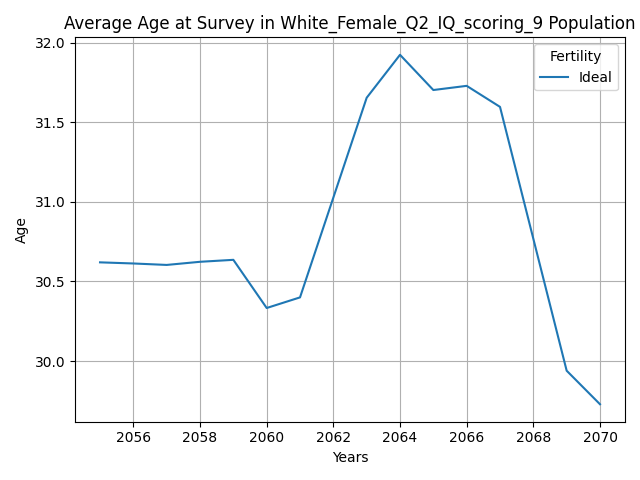 Average Age at Survey in White_Female_Q2_IQ_scoring_9 Population
Fertility
Ideal
32.0
31.5
31.0
30.5
30.0
Age
2056 2058 2060 2062 2064 2066 2068 2070
Years